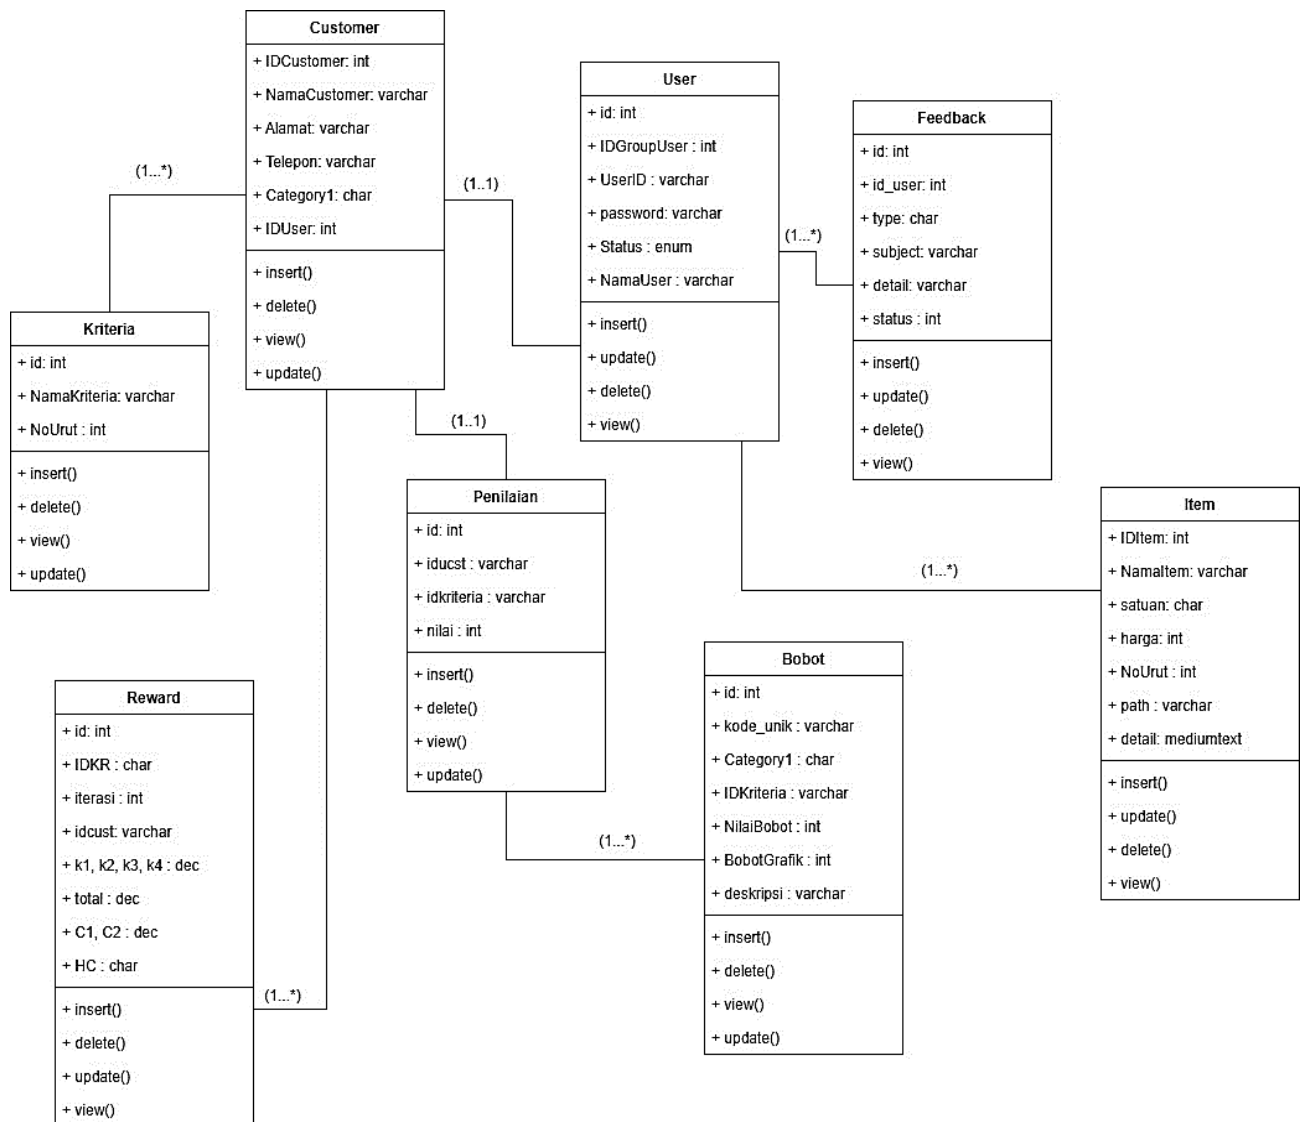 Customer
+ IDCustomer: int
+ NamaCustomer: varchar
+ Alamat: varchar
+ Telepon: varchar
+ Category1: char
+ IDUser: int
+ insert()
+ delete()
+ view()
+ update()
(1...*)
(1..1)
User
+ id: int
+ IDGroupUser : int
+ UserID : varchar
+ password: varchar
+ Status : enum
+ NamaUser : varchar
+ insert()
+ update()
+ delete()
+ view()
(1...*)
Feedback
+ id: int
+ id_user: int
+ type: char
+ subject: varchar
+ detail: varchar
+ status : int
+ insert()
+ update()
+ delete()
+ view()
Kriteria
+ id: int
+ NamaKriteria: varchar
+ NoUrut : int
+ insert()
+ delete()
+ view()
+ update()
(1..1)
Penilaian
+ id: int
+ iducst : varchar
+ idkriteria : varchar
+ nilai : int
+ insert()
+ delete()
+ view()
+ update()
(1...*)
Item
+ IDItem: int
+ NamaItem: varchar
+ satuan: char
+ harga: int
+ NoUrut : int
+ path : varchar
+ detail: mediumtext
+ insert()
+ update()
+ delete()
+ view()
Bobot
+ id: int
+ kode_unik : varchar
+ Category1 : char
+ IDKriteria : varchar
+ NilaiBobot : int
+ BobotGrafik : int
+ deskripsi : varchar
+ insert()
+ delete()
+ view()
+ update()
(1...*)
Reward
+ id: int
+ IDKR : char
+ iterasi : int
+ idcust: varchar
+ k1, k2, k3, k4 : dec
+ total : dec
+ C1, C2 : dec
+ HC : char
+ insert()
+ delete()
+ update()
+ view()
(1...*)